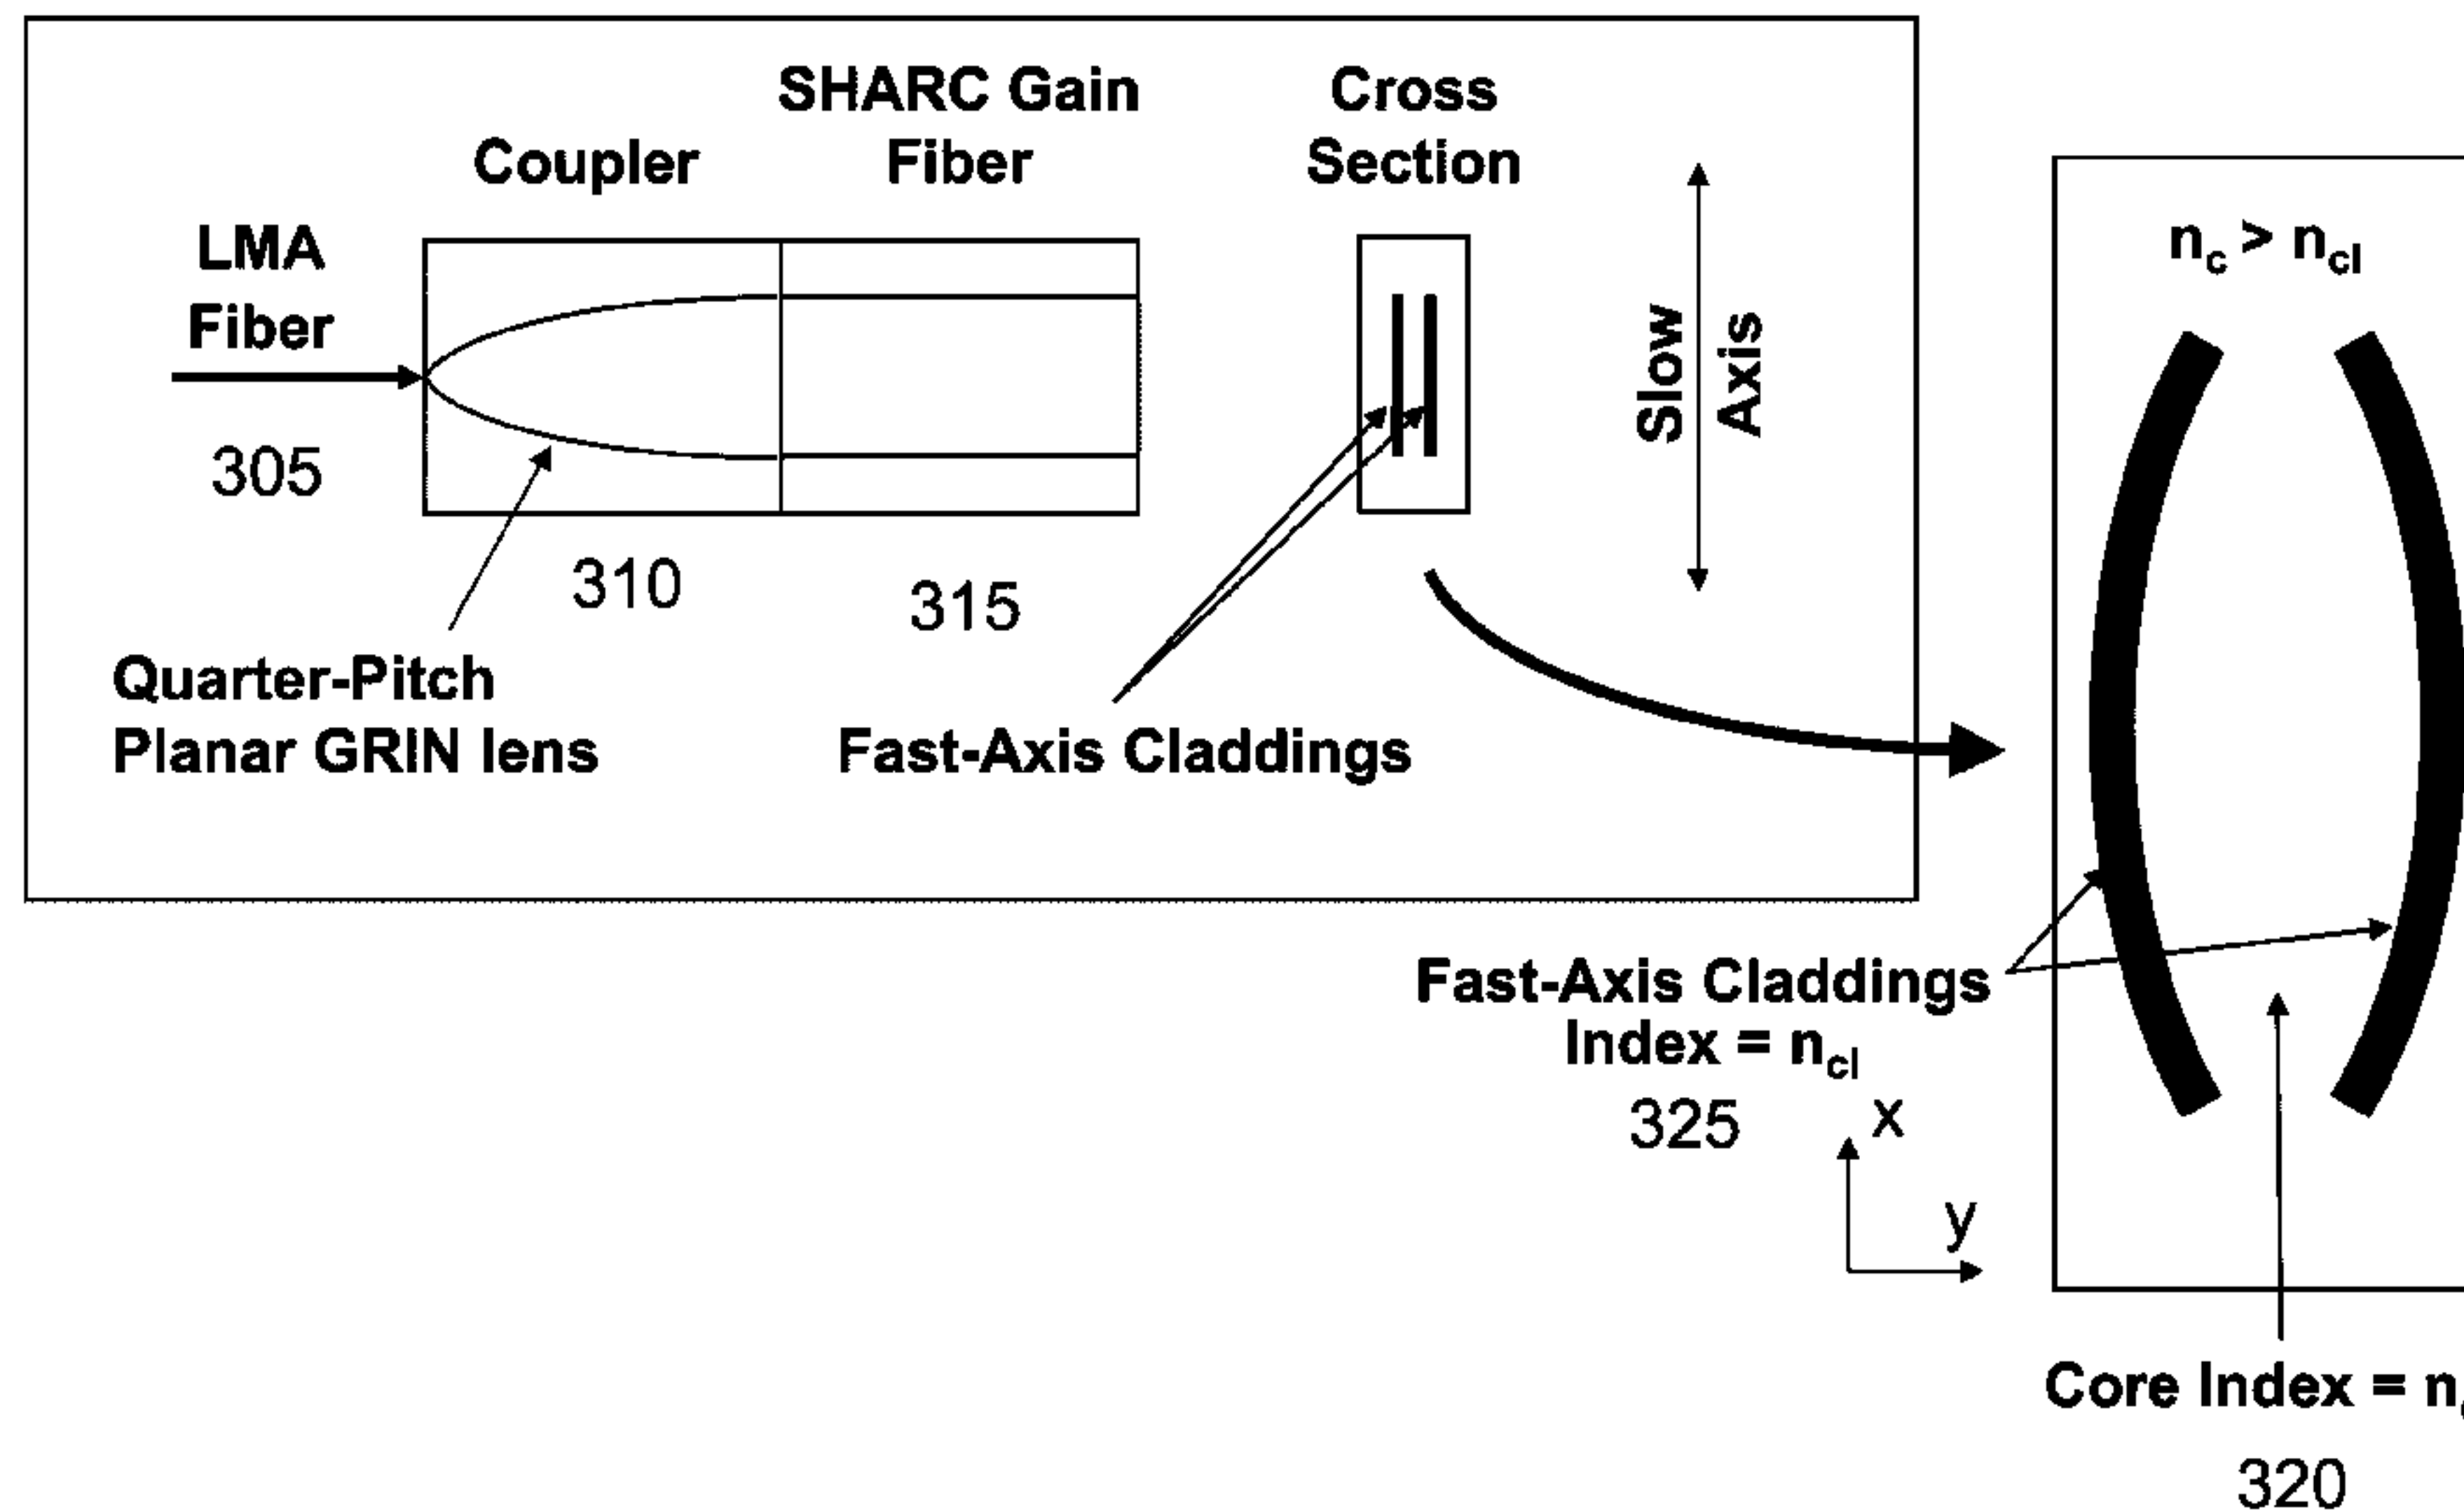 SHARC Gain
Fiber
Cross
Section
Coupler
LMA
Fiber
305
310
315
Slow
Axis
Quarter-Pitch
Planar GRIN lens
Fast-Axis Claddings
n_c > n_cl
Fast-Axis Claddings
Index = n_cl
325
x
y
Core Index = n
320